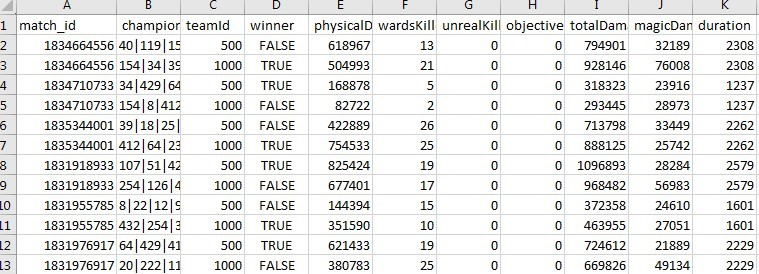 A B C D E F G H I J K
1 match_id champion teamId winner physicalD wardsKill unrealKill objective totalDama magicDan duration
2 1834664556 40|119|15 500 FALSE 618967 13 0 0 794901 32189 2308
3 1834664556 154|34|39 1000 TRUE 504993 21 0 0 928146 76008 2308
4 1834710733 34|429|64 500 TRUE 168878 5 0 0 318323 23916 1237
5 1834710733 154|8|412 1000 FALSE 82722 2 0 0 293445 28973 1237
6 1835344001 39|18|25| 500 FALSE 422889 26 0 0 713798 33449 2262
7 1835344001 412|64|23 1000 TRUE 754533 25 0 0 888125 25742 2262
8 1831918933 107|51|42 500 TRUE 825424 19 0 0 1096893 28284 2579
9 1831918933 254|126|4 1000 FALSE 677401 17 0 0 968482 56983 2579
10 1831955785 8|22|12|9 500 FALSE 144394 15 0 0 372358 24610 1601
11 1831955785 432|254|3 1000 TRUE 351590 10 0 0 463955 27051 1601
12 1831976917 64|429|41 500 TRUE 621433 19 0 0 724612 21889 2229
13 1831976917 20|222|11 1000 FALSE 380783 25 0 0 669826 49134 2229